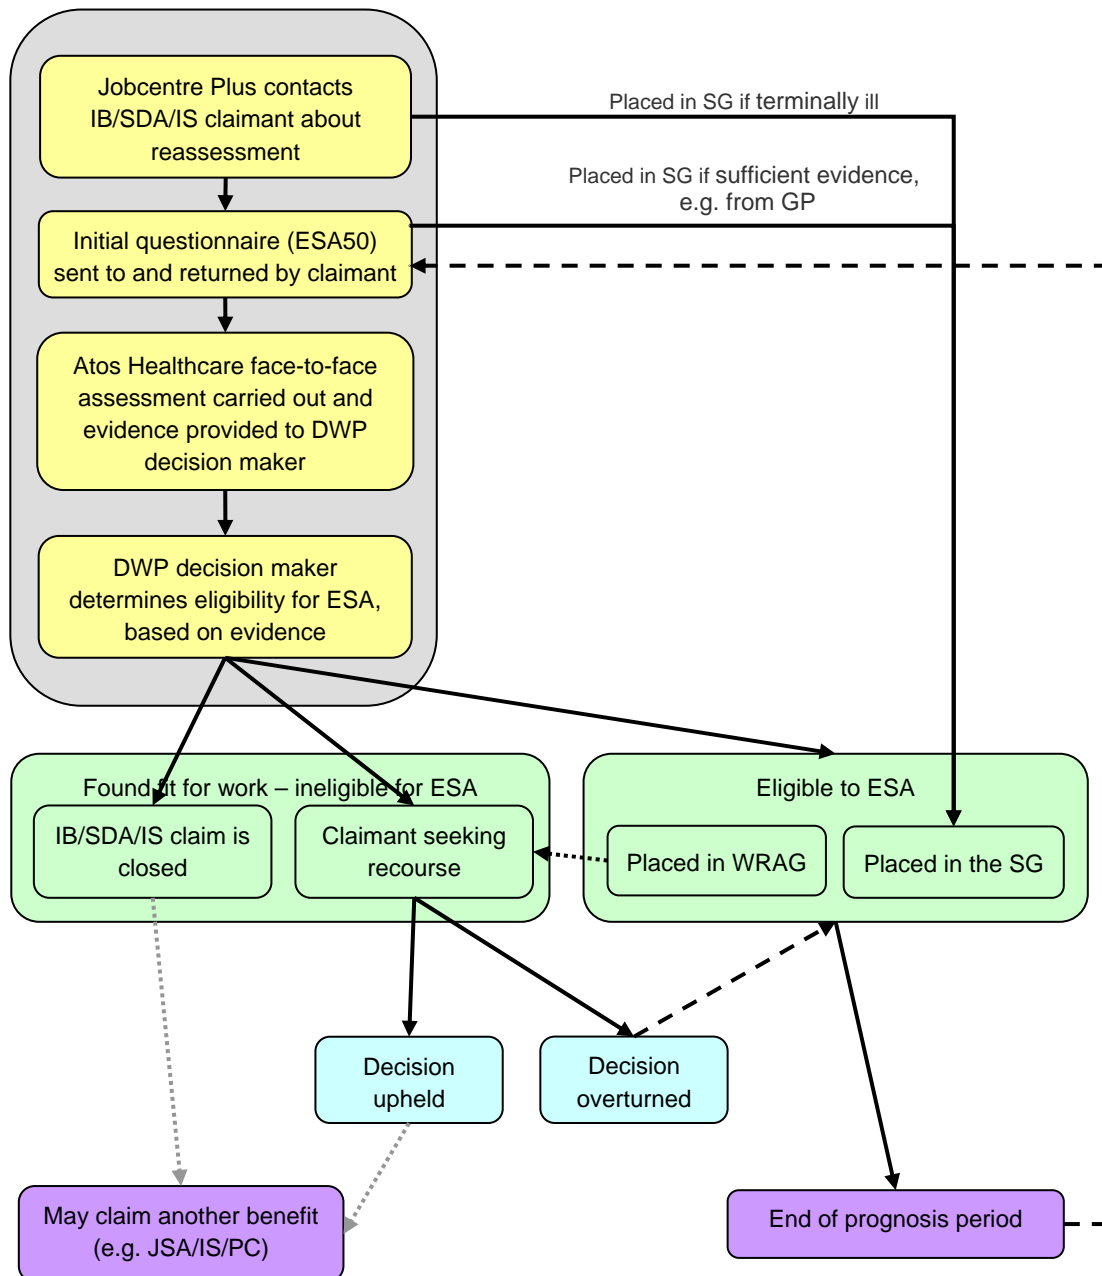 Jobcentre Plus contacts
IB/SDA/IS claimant about
reassessment
Placed in SG if terminally ill
Placed in SG if sufficient evidence,
e.g. from GP
Initial questionnaire (ESA50)
sent to and returned by claimant
Atos Healthcare face-to-face
assessment carried out and
evidence provided to DWP
decision maker
DWP decision maker
determines eligibility for ESA,
based on evidence
Found fit for work – ineligible for ESA
IB/SDA/IS claim is
closed
Claimant seeking
recourse
Eligible to ESA
Placed in WRAG
Placed in the SG
Decision
upheld
Decision
overturned
May claim another benefit
(e.g. JSA/IS/PC)
End of prognosis period